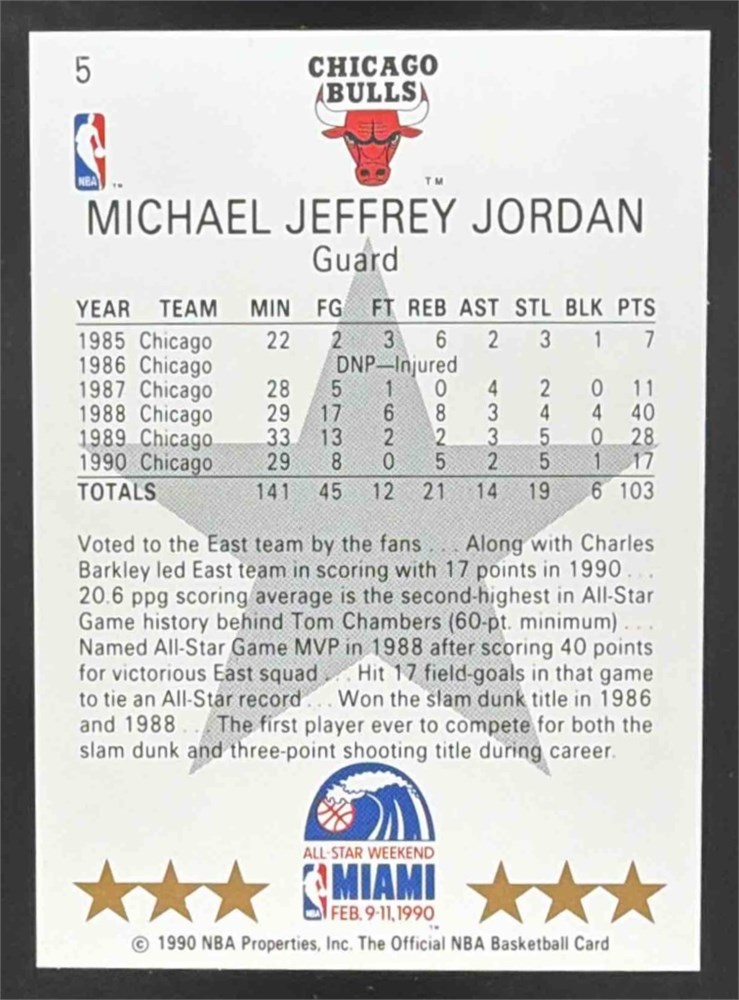 5
CHICAGO
BULLS
NBA ™
TM
MICHAEL JEFFREY JORDAN
Guard
YEAR TEAM MIN FG FT REB AST STL BLK PTS
1985 Chicago 22 2 3 6 2 3 1 7
1986 Chicago DNP—Injured
1987 Chicago 28 5 1 0 4 2 0 11
1988 Chicago 29 17 6 8 3 4 4 40
1989 Chicago 33 13 2 2 3 5 0 28
1990 Chicago 29 8 0 5 2 5 1 17
TOTALS 141 45 12 21 14 19 6 103
Voted to the East team by the fans . . . Along with Charles
Barkley led East team in scoring with 17 points in 1990 . . .
20.6 ppg scoring average is the second-highest in All-Star
Game history behind Tom Chambers (60-pt. minimum) . . .
Named All-Star Game MVP in 1988 after scoring 40 points
for victorious East squad . . . Hit 17 field-goals in that game
to tie an All-Star record . . . Won the slam dunk title in 1986
and 1988 . . . The first player ever to compete for both the
slam dunk and three-point shooting title during career.
ALL-STAR WEEKEND
MIAMI
NBA FEB. 9-11, 1990
™
© 1990 NBA Properties, Inc. The Official NBA Basketball Card